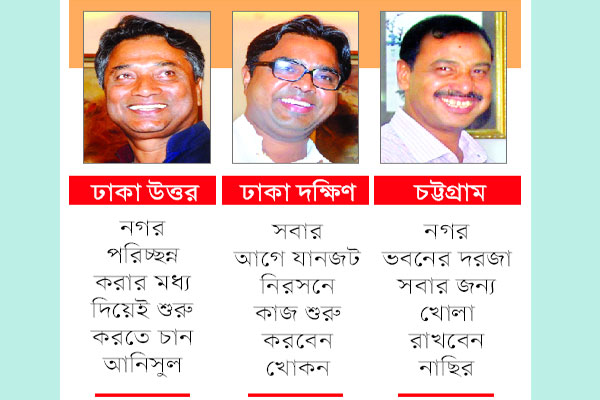 ঢাকা উত্তর
নগর
পরিচ্ছন্ন
করার মধ্য
দিয়েই শুরু
করতে চান
আনিসুল
ঢাকা দক্ষিণ
সবার
আগে যানজট
নিরসনে
কাজ শুরু
করবেন
খোকন
চট্টগ্রাম
নগর
ভবনের দরজা
সবার জন্য
খোলা
রাখবেন
নাছির